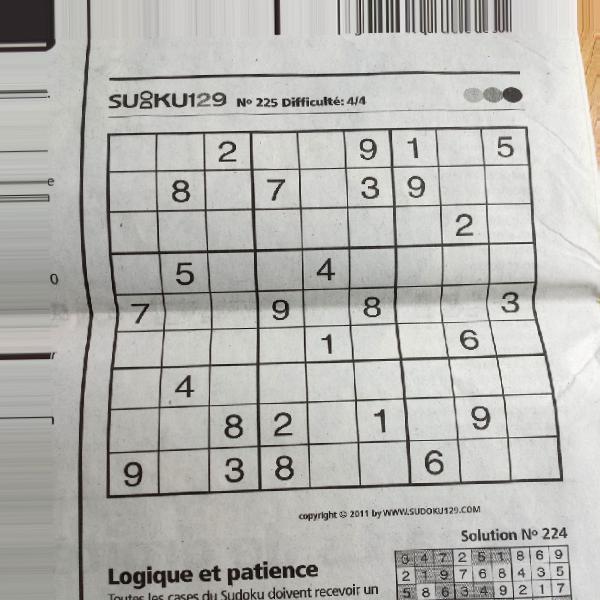 SUDOKU129 Nº 225 Difficulté: 4/4
2 9 1 5
8 7 3 9
2
5 4
7 9 8 3
1 6
4
8 2 1 9
9 3 8 6
copyright © 2011 by WWW.SUDOKU129.COM
Solution Nº 224
4 7 2 5 1 8 6 9
2 1 9 7 6 8 4 3 5
5 8 6 3 4 9 2 1 7
Logique et patience
Toutes les cases du Sudoku doivent recevoir un